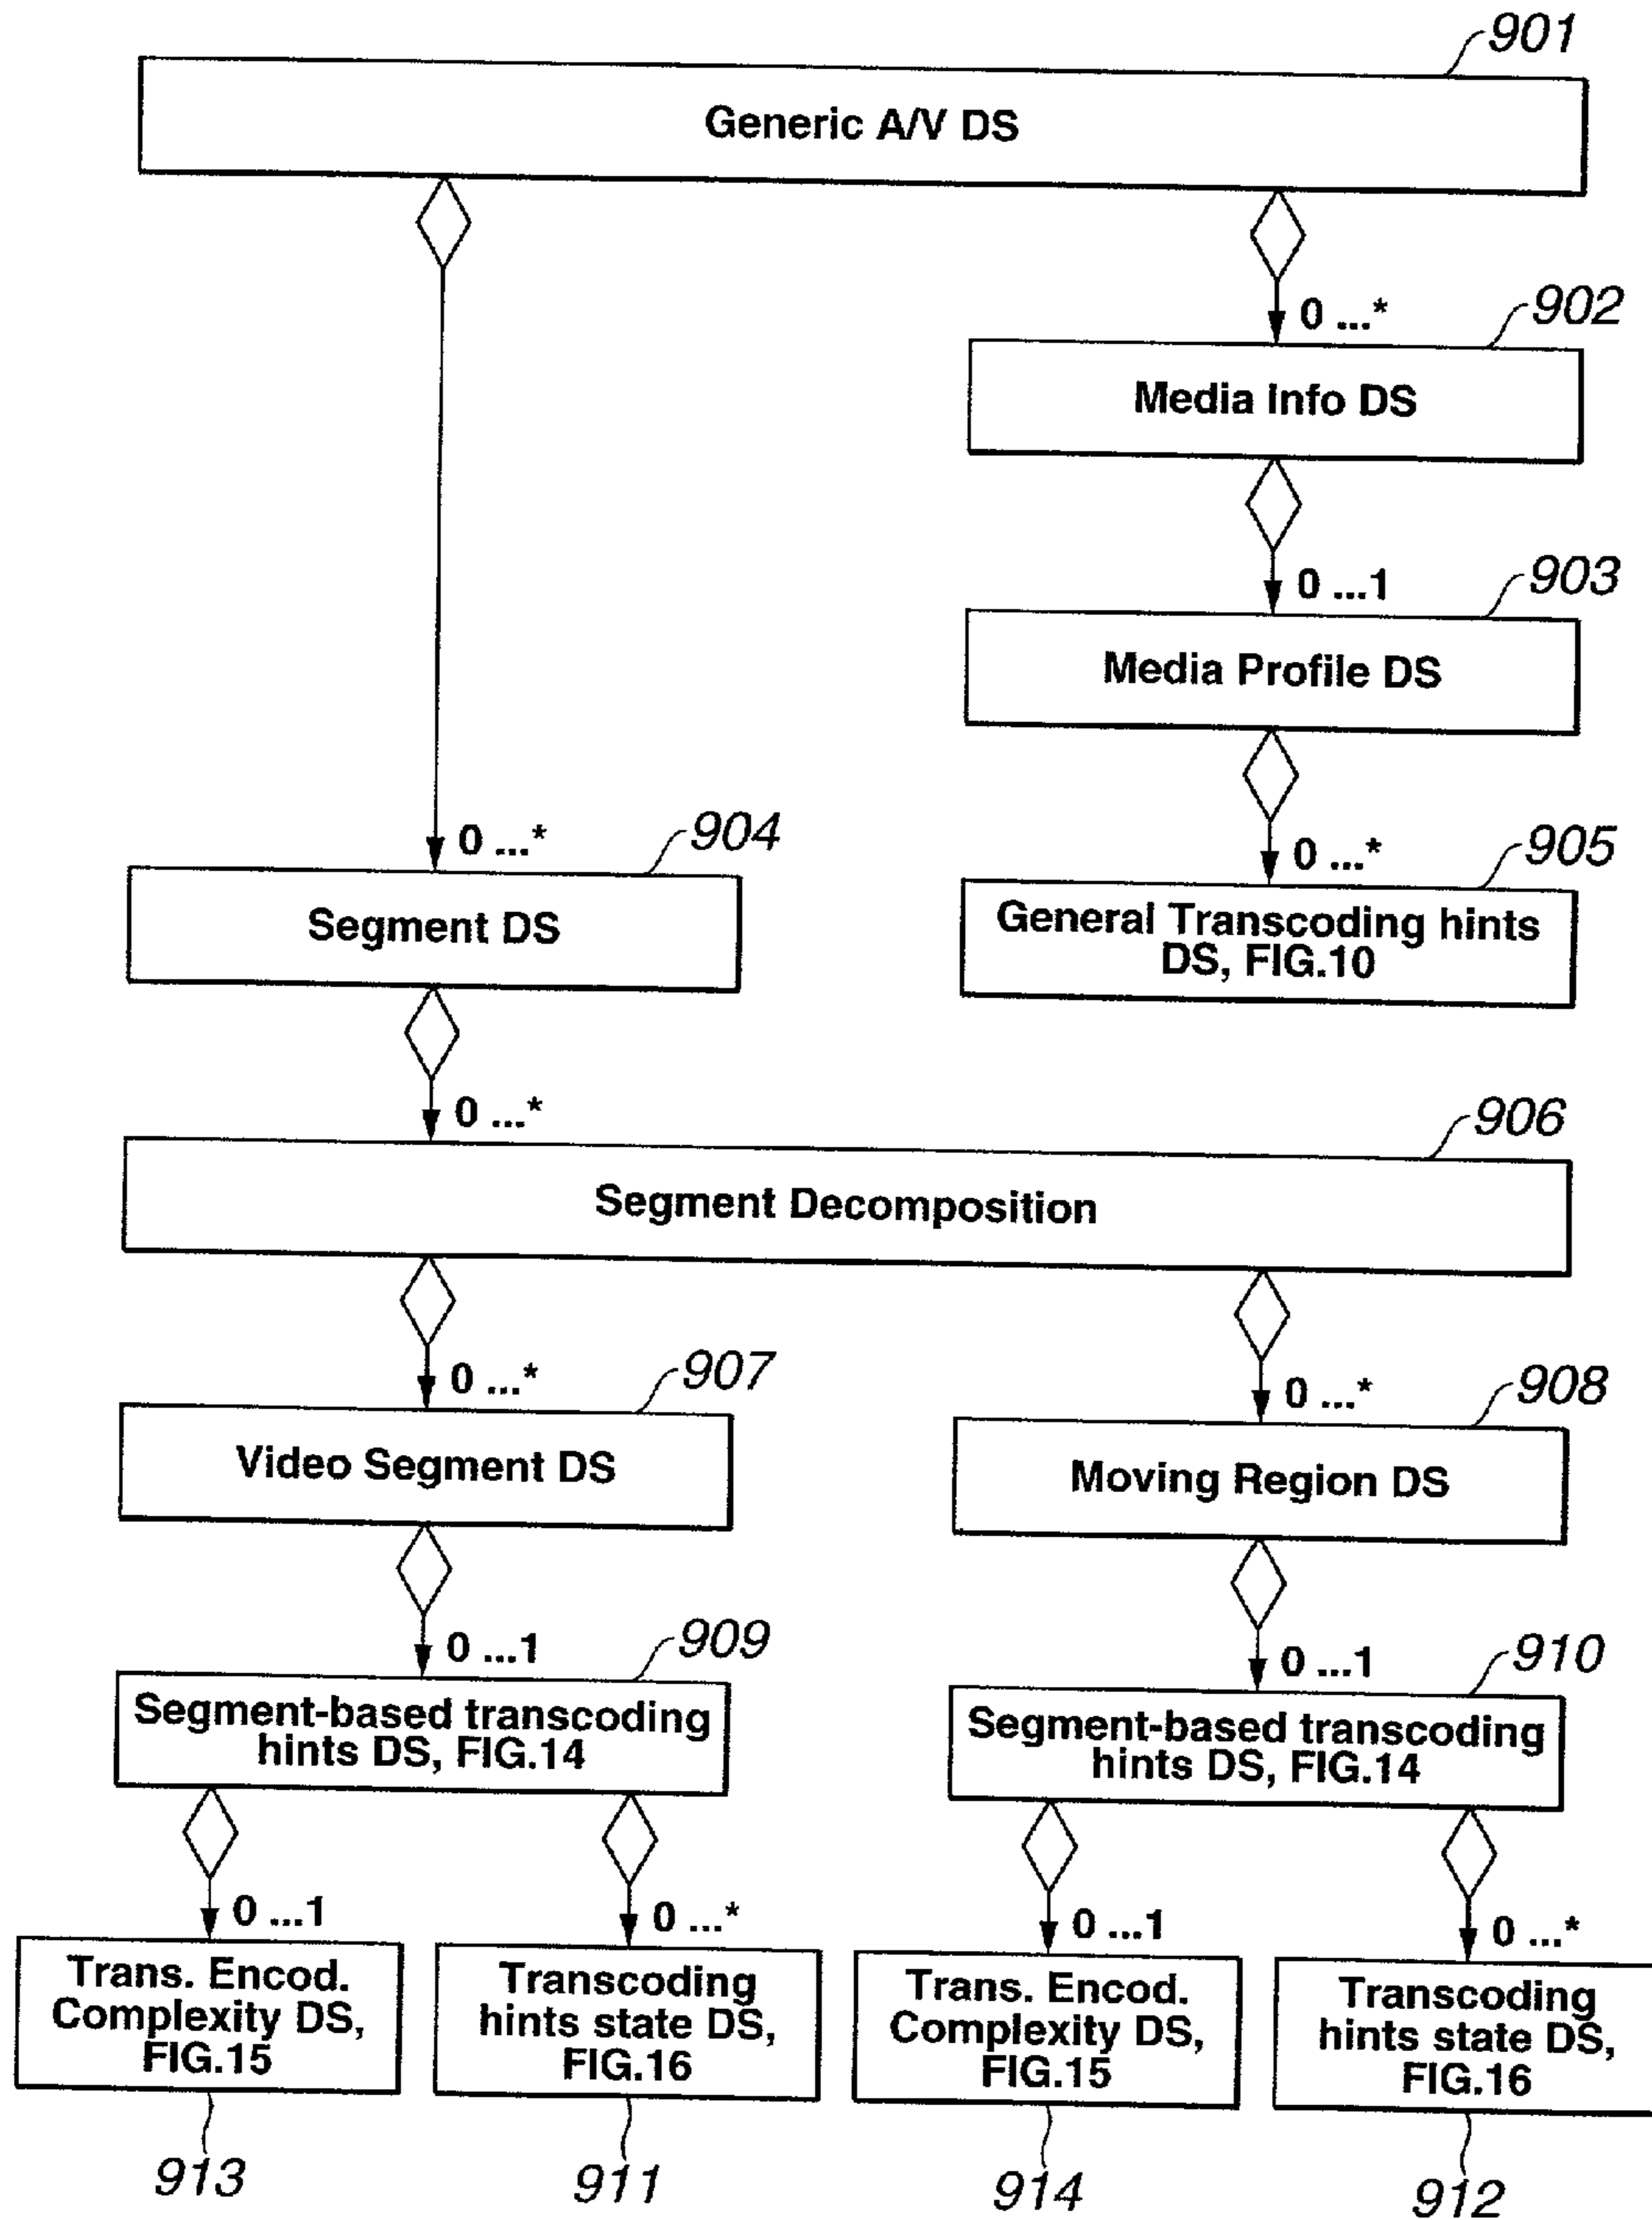 901
Generic A/V DS
0 ...*
902
Media Info DS
0 ...1
903
Media Profile DS
0 ...*
904
0 ...*
905
Segment DS
General Transcoding hints
DS, FIG.10
0 ...*
906
Segment Decomposition
0 ...*
907
0 ...*
908
Video Segment DS
Moving Region DS
0 ...1
909
0 ...1
910
Segment-based transcoding
hints DS, FIG.14
Segment-based transcoding
hints DS, FIG.14
0 ...1
0 ...*
0 ...1
0 ...*
Trans. Encod.
Complexity DS,
FIG.15
Transcoding
hints state DS,
FIG.16
Trans. Encod.
Complexity DS,
FIG.15
Transcoding
hints state DS,
FIG.16
913
911
914
912